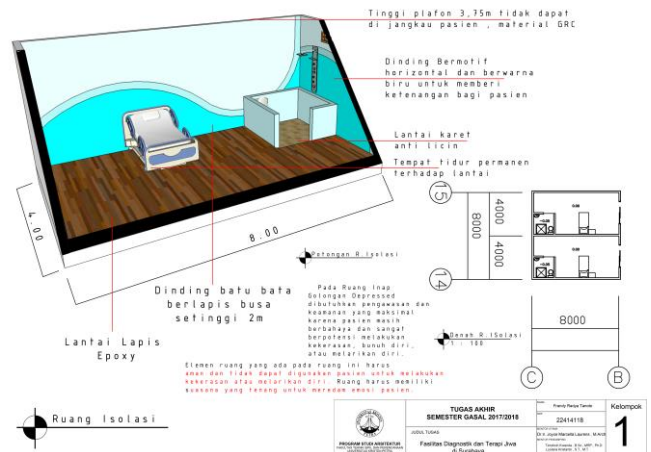 Tinggi plafon 3,75m tidak dapat
di jangkau pasien , material GRC
Dinding Bermotif
horizontal dan berwarna
biru untuk memberi
ketenangan bagi pasien
Lantai karet
anti licin
Tempat tidur permanen
terhadap lantai
4.00
8.00
Potongan R.Isolasi
Dinding batu bata
berlapis busa
setinggi 2m
Lantai Lapis
Epoxy
Pada Ruang Inap
Golongan Depressed
dibutuhkan pengawasan dan
keamanan yang maksimal
karena pasien masih
berbahaya dan sangat
berpotensi melakukan
kekerasan, bunuh diri,
atau melarikan diri.
Elemen ruang yang ada pada ruang ini harus
aman dan tidak dapat digunakan pasien untuk melakukan
kekerasan atau melarikan diri. Ruang harus memiliki
suasana yang tenang untuk meredam emosi pasien.
15
8000
4000
4000
14
Denah R.ISolasi
1 : 100
8000
C
B
Ruang Isolasi
PROGRAM STUDI ARSITEKTUR
TUGAS AKHIR
SEMESTER GASAL 2017/2018
JUDUL TUGAS
Fasilitas Diagnostik dan Terapi Jiwa
di Surabaya
22414118
Kelompok
1